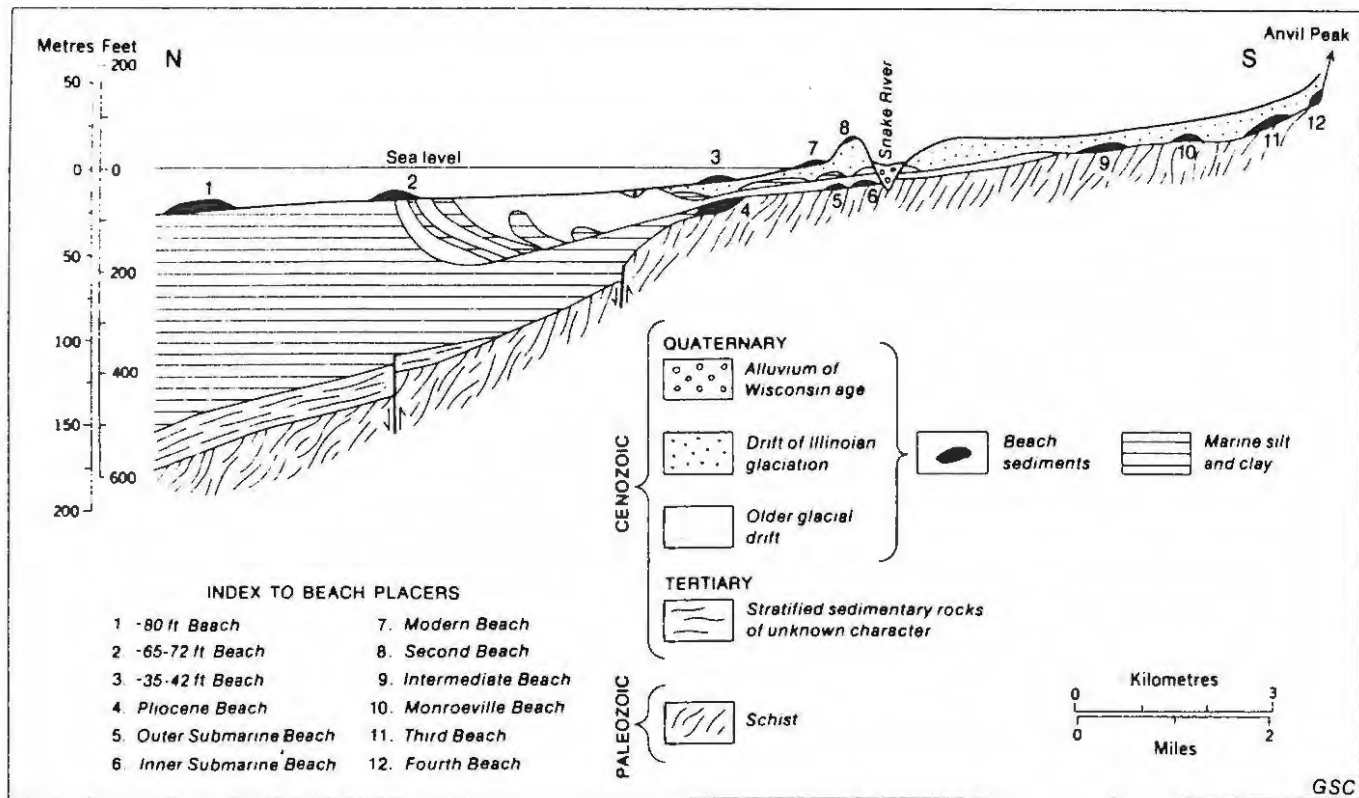 Metres Feet
N
S
Anvil Peak
200
50
0
0
50
200
100
400
150
600
200
Sea level
Snake River
1
2
3
4
5
6
7
8
9
10
11
12
QUATERNARY
Alluvium of
Wisconsin age
Drift of Illinoian
glaciation
Older glacial
drift
CENOZOIC
TERTIARY
Stratified sedimentary rocks
of unknown character
PALEOZOIC
Schist
Beach
sediments
Marine silt
and clay
INDEX TO BEACH PLACERS
1 -80 ft Beach
2 -65-72 ft Beach
3. -35-42 ft Beach
4. Pliocene Beach
5. Outer Submarine Beach
6. Inner Submarine Beach
7. Modern Beach
8. Second Beach
9. Intermediate Beach
10. Monroeville Beach
11. Third Beach
12. Fourth Beach
Kilometres
0 3
0 2
Miles
GSC